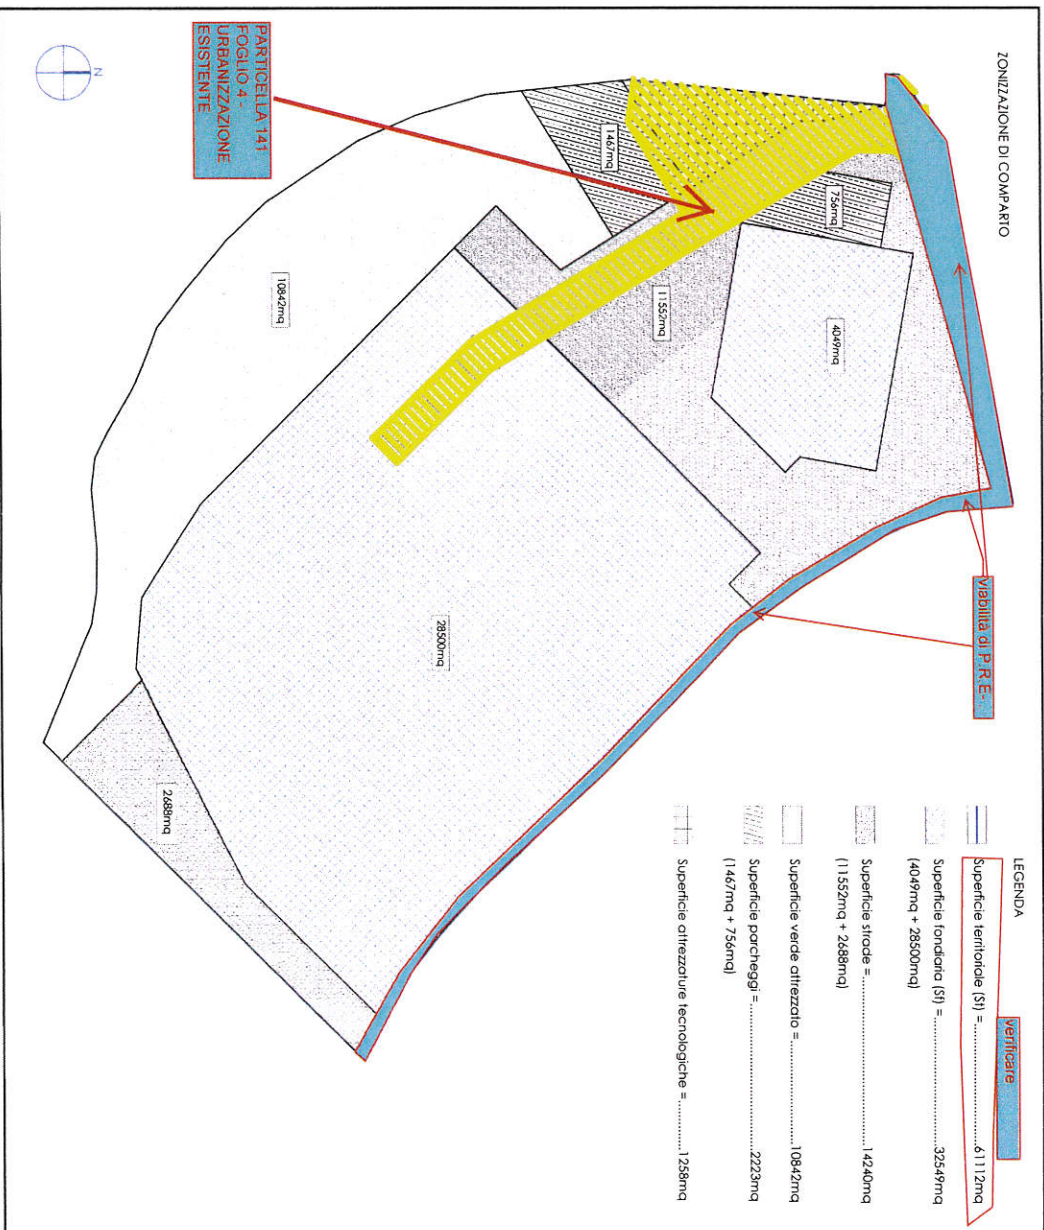 ZONIZZAZIONE DI COMPARTO
N
PARTICELLA 141
FOGLIO 4 -
URBANIZZAZIONE
ESISTENTE
1467mq
756mq
11552mq
4049mq
10842mq
28500mq
2688mq
viabilità di P.R.E-
verificare
LEGENDA
Superficie territoriale (St) =..............................61112mq
Superficie fondiaria (Sf) =..............................32549mq
(4049mq + 28500mq)
Superficie strade =..............................14240mq
(11552mq + 2688mq)
Superficie verde attrezzato =..............................10842mq
Superficie parcheggi =..............................2223mq
(1467mq + 756mq)
Superficie attrezzature tecnologiche =..............1258mq